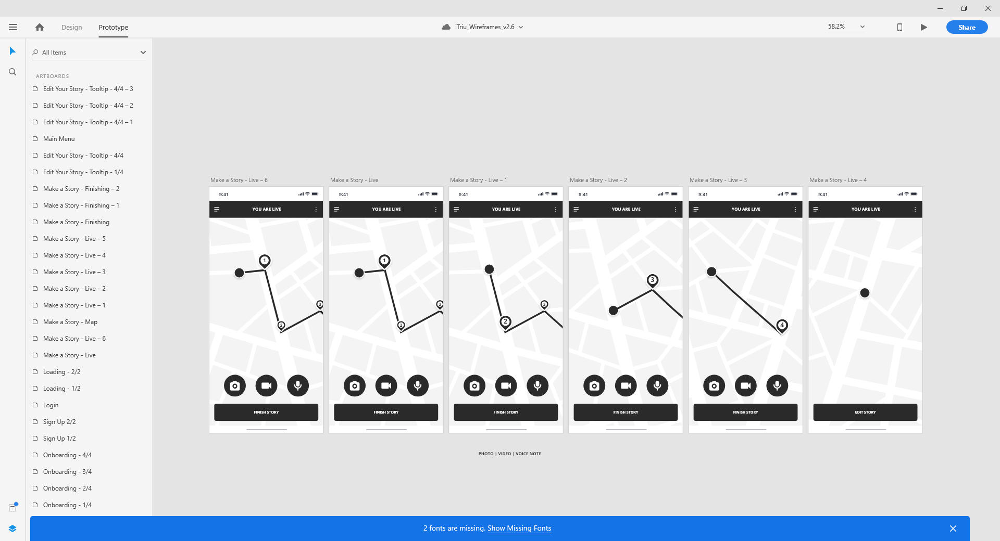 Design
Prototype
iTriu_Wireframes_v2.6
58.2%
Share
All Items
ARTBOARDS
Edit Your Story - Tooltip - 4/4 – 3
Edit Your Story - Tooltip - 4/4 – 2
Edit Your Story - Tooltip - 4/4 – 1
Main Menu
Edit Your Story - Tooltip - 4/4
Edit Your Story - Tooltip - 1/4
Make a Story - Finishing – 2
Make a Story - Finishing – 1
Make a Story - Finishing
Make a Story - Live – 5
Make a Story - Live – 4
Make a Story - Live – 3
Make a Story - Live – 2
Make a Story - Live – 1
Make a Story - Map
Make a Story - Live – 6
Make a Story - Live
Loading - 2/2
Loading - 1/2
Login
Sign Up 2/2
Sign Up 1/2
Onboarding - 4/4
Onboarding - 3/4
Onboarding - 2/4
Onboarding - 1/4
Make a Story - Live – 6
9:41
YOU ARE LIVE
1
3
2
FINISH STORY
Make a Story - Live
9:41
YOU ARE LIVE
1
3
2
FINISH STORY
Make a Story - Live – 1
9:41
YOU ARE LIVE
3
2
FINISH STORY
Make a Story - Live – 2
9:41
YOU ARE LIVE
3
FINISH STORY
Make a Story - Live – 3
9:41
YOU ARE LIVE
4
FINISH STORY
Make a Story - Live – 4
9:41
YOU ARE LIVE
EDIT STORY
PHOTO | VIDEO | VOICE NOTE
2 fonts are missing. Show Missing Fonts